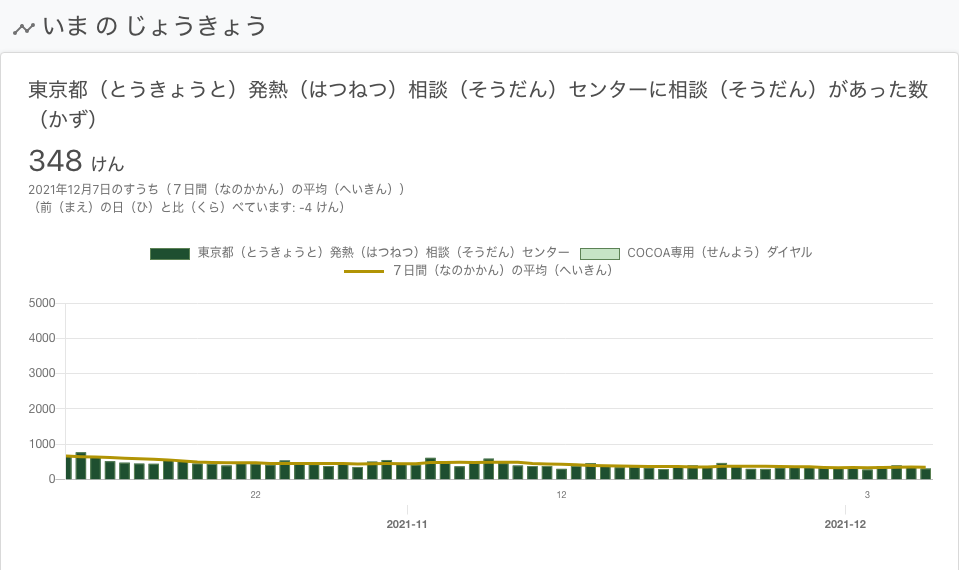 いま の じょうきょう
東京都（とうきょうと）発熱（はつねつ）相談（そうだん）センターに相談（そうだん）があった数
（かず）
348 けん
2021年12月7日のすうち（７日間（なのかかん）の平均（へいきん））
（前（まえ）の日（ひ）と比（くら）べています: -4 けん）
東京都（とうきょうと）発熱（はつねつ）相談（そうだん）センター COCOA専用（せんよう）ダイヤル
７日間（なのかかん）の平均（へいきん）
5000
4000
3000
2000
1000
0
22 12 3
2021-11 2021-12